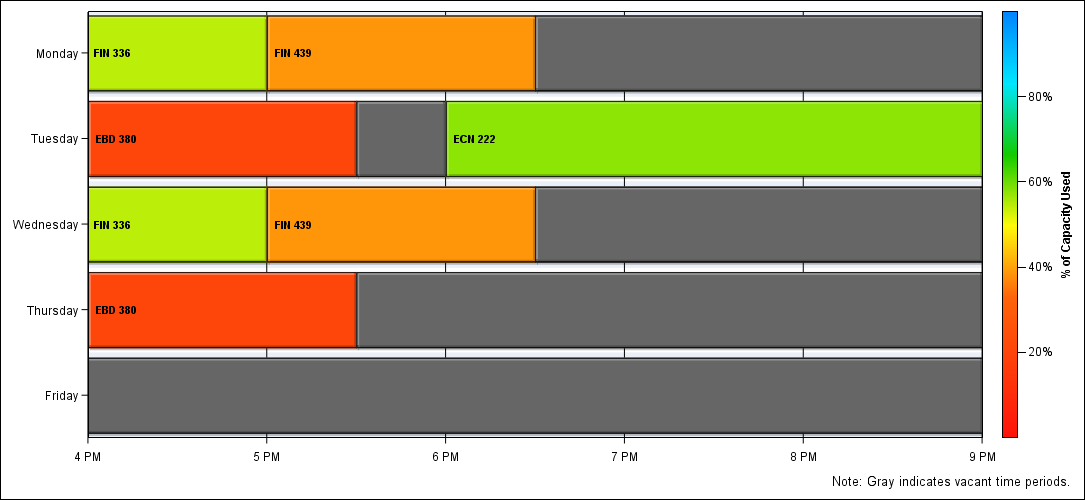 Monday
FIN 336
FIN 439
Tuesday
EBD 380
ECN 222
Wednesday
FIN 336
FIN 439
Thursday
EBD 380
Friday
4 PM
5 PM
6 PM
7 PM
8 PM
9 PM
80%
60%
40%
20%
% of Capacity Used
Note: Gray indicates vacant time periods.